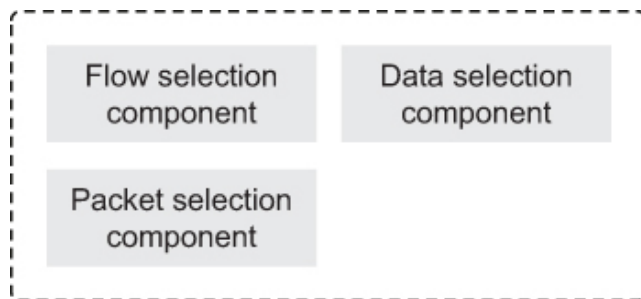 Flow selection
component
Data selection
component
Packet selection
component